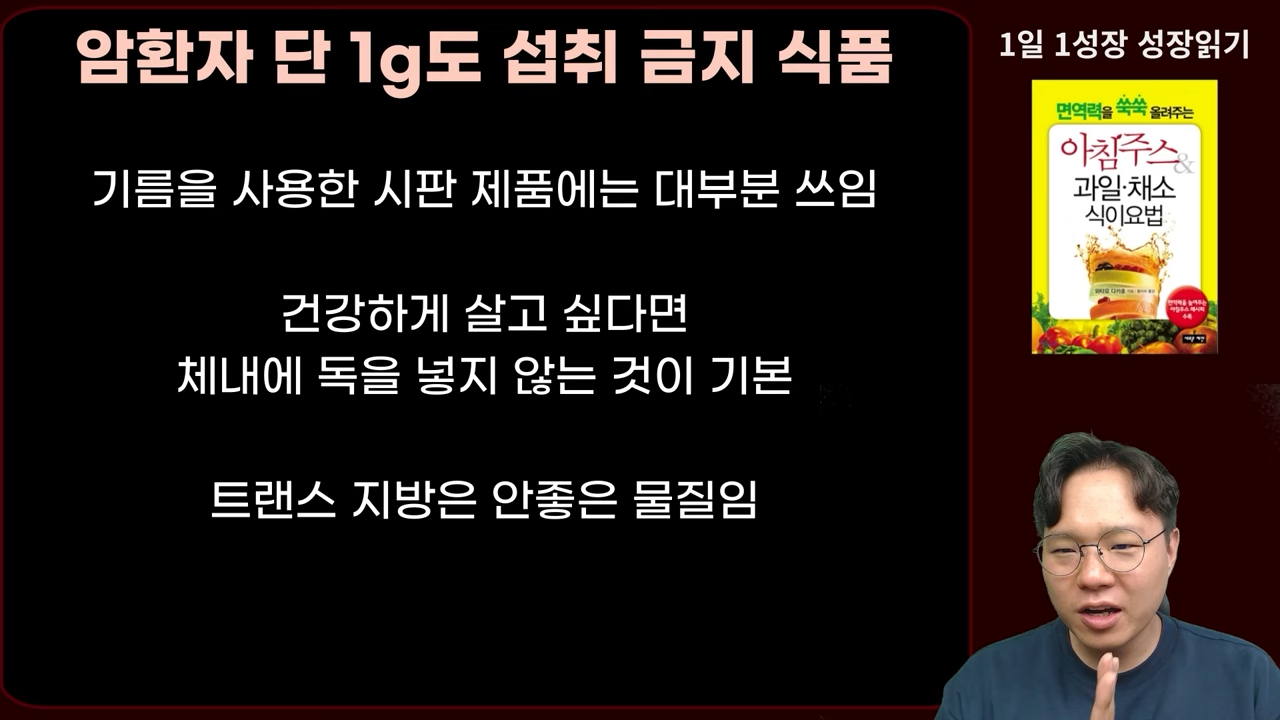 암환자 단 1g도 섭취 금지 식품
기름을 사용한 시판 제품에는 대부분 쓰임
건강하게 살고 싶다면
체내에 독을 넣지 않는 것이 기본
트랜스 지방은 안좋은 물질임
1일 1성장 성장읽기
면역력을 쑥쑥 올려주는
아침주스&
과일·채소
식이요법